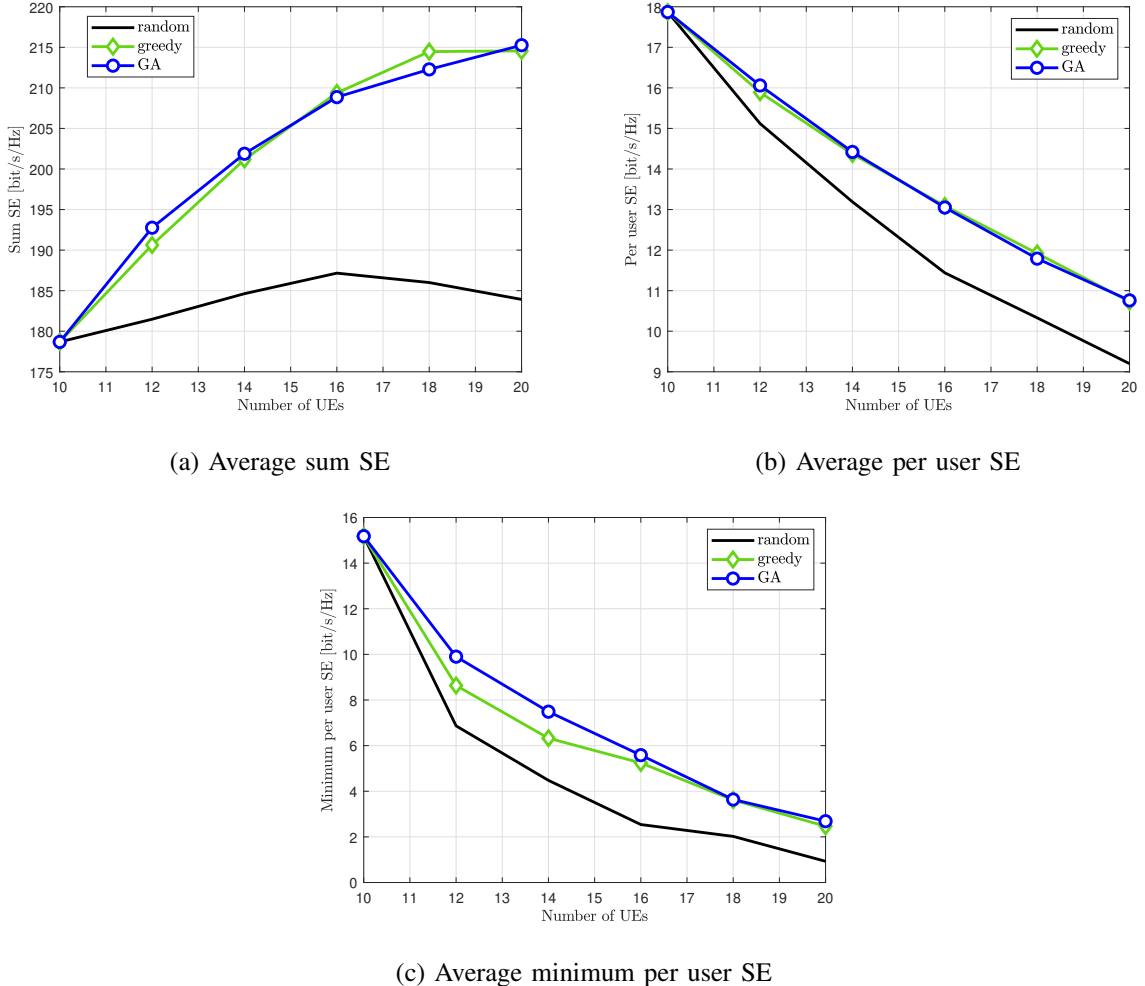 220
215
210
205
200
195
190
185
180
175
Sum SE [bit/s/Hz]
random
greedy
GA
10 11 12 13 14 15 16 17 18 19 20
Number of UEs
(a) Average sum SE
18
17
16
15
14
13
12
11
10
9
Per user SE [bit/s/Hz]
random
greedy
GA
10 11 12 13 14 15 16 17 18 19 20
Number of UEs
(b) Average per user SE
16
14
12
10
8
6
4
2
0
Minimum per user SE [bit/s/Hz]
random
greedy
GA
10 11 12 13 14 15 16 17 18 19 20
Number of UEs
(c) Average minimum per user SE